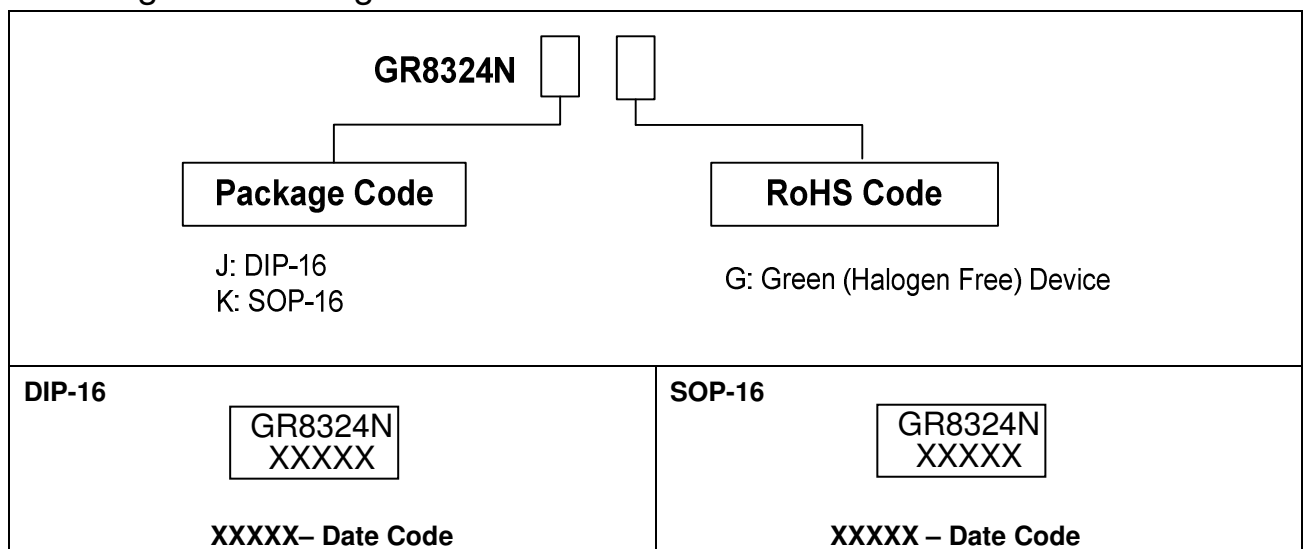 GR8324N
Package Code
RoHS Code
J: DIP-16
K: SOP-16
G: Green (Halogen Free) Device
DIP-16
GR8324N
XXXXX
XXXXX– Date Code
SOP-16
GR8324N
XXXXX
XXXXX – Date Code